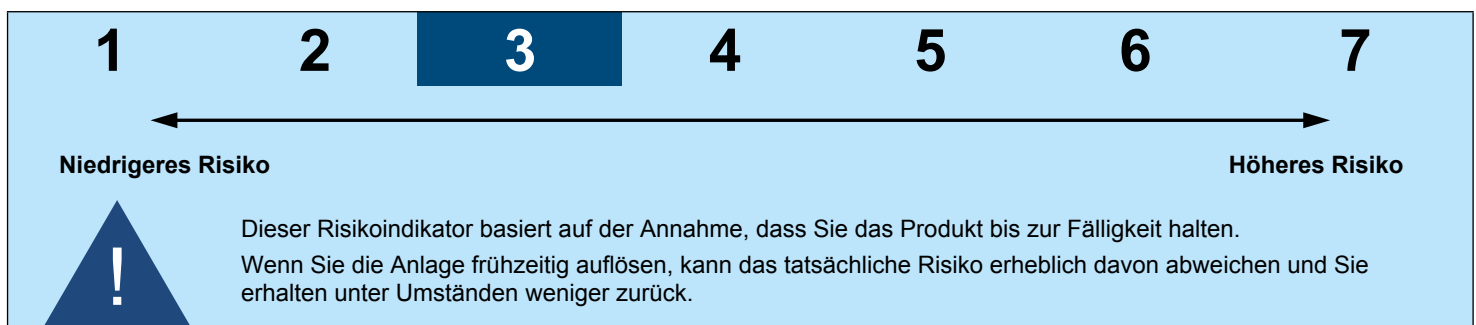 1 2 3 4 5 6 7
Niedrigeres Risiko Höheres Risiko
!
Dieser Risikoindikator basiert auf der Annahme, dass Sie das Produkt bis zur Fälligkeit halten.
Wenn Sie die Anlage frühzeitig auflösen, kann das tatsächliche Risiko erheblich davon abweichen und Sie
erhalten unter Umständen weniger zurück.